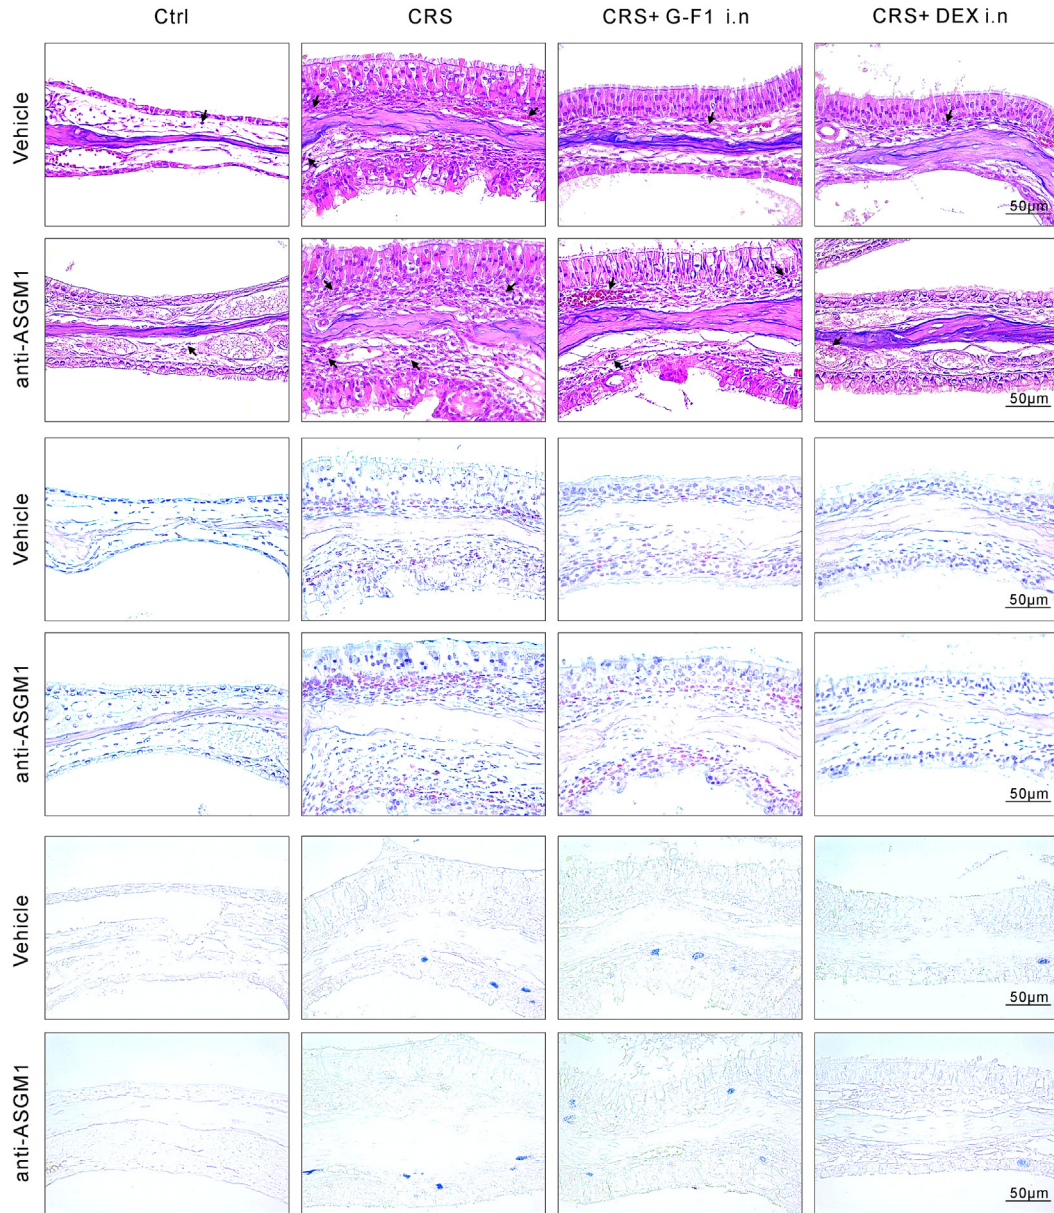 Ctrl CRS CRS+ G-F1 i.n CRS+ DEX i.n
Vehicle
50μm
anti-ASGM1
50μm
Vehicle
50μm
anti-ASGM1
50μm
Vehicle
50μm
anti-ASGM1
50μm